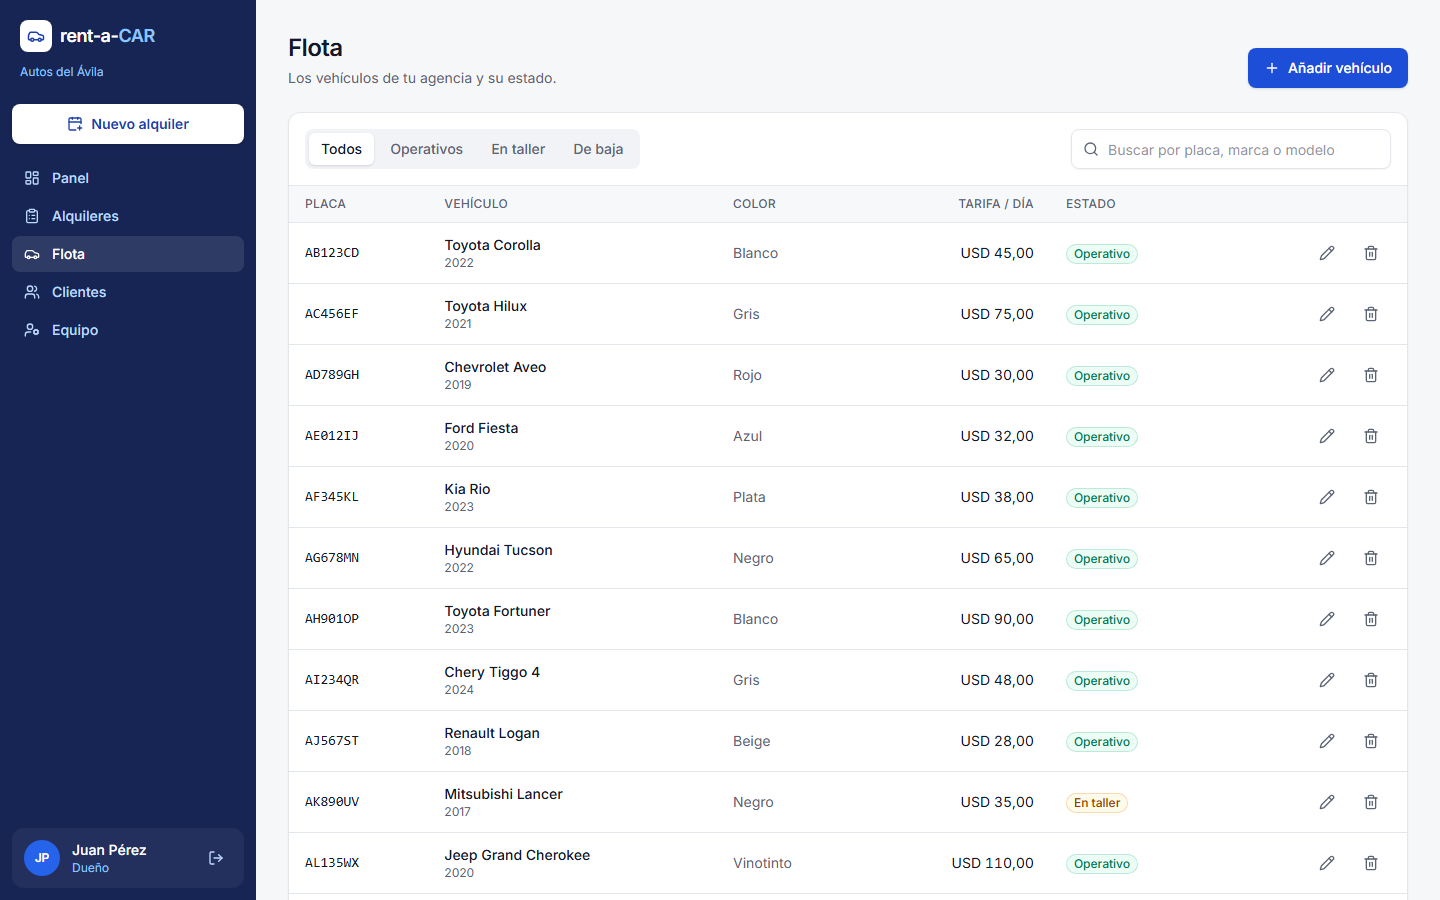 rent-a-CAR
Autos del Ávila
Nuevo alquiler
Panel
Alquileres
Flota
Clientes
Equipo
JP
Juan Pérez
Dueño
Flota
Los vehículos de tu agencia y su estado.
Añadir vehículo
Todos Operativos En taller De baja
Buscar por placa, marca o modelo
PLACA VEHÍCULO COLOR TARIFA / DÍA ESTADO
AB123CD Toyota Corolla Blanco USD 45,00 Operativo
2022
AC456EF Toyota Hilux Gris USD 75,00 Operativo
2021
AD789GH Chevrolet Aveo Rojo USD 30,00 Operativo
2019
AE012IJ Ford Fiesta Azul USD 32,00 Operativo
2020
AF345KL Kia Rio Plata USD 38,00 Operativo
2023
AG678MN Hyundai Tucson Negro USD 65,00 Operativo
2022
AH901OP Toyota Fortuner Blanco USD 90,00 Operativo
2023
AI234QR Chery Tiggo 4 Gris USD 48,00 Operativo
2024
AJ567ST Renault Logan Beige USD 28,00 Operativo
2018
AK890UV Mitsubishi Lancer Negro USD 35,00 En taller
2017
AL135WX Jeep Grand Cherokee Vinotinto USD 110,00 Operativo
2020